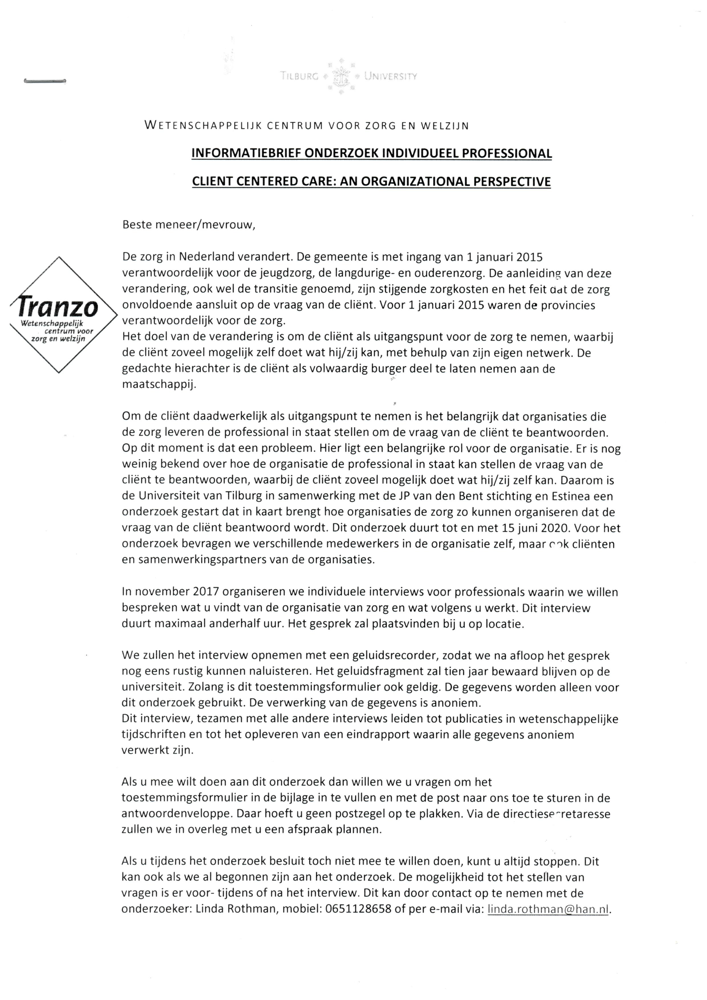 TILBURG UNIVERSITY
WETENSCHAPPELIJK CENTRUM VOOR ZORG EN WELZIJN
INFORMATIEBRIEF ONDERZOEK INDIVIDUEEL PROFESSIONAL
CLIENT CENTERED CARE: AN ORGANIZATIONAL PERSPECTIVE
Beste meneer/mevrouw,
Tranzo
Wetenschappelijk
centrum voor
zorg en welzijn
De zorg in Nederland verandert. De gemeente is met ingang van 1 januari 2015
verantwoordelijk voor de jeugdzorg, de langdurige- en ouderenzorg. De aanleiding van deze
verandering, ook wel de transitie genoemd, zijn stijgende zorgkosten en het feit dat de zorg
onvoldoende aansluit op de vraag van de cliënt. Voor 1 januari 2015 waren de provincies
verantwoordelijk voor de zorg.
Het doel van de verandering is om de cliënt als uitgangspunt voor de zorg te nemen, waarbij
de cliënt zoveel mogelijk zelf doet wat hij/zij kan, met behulp van zijn eigen netwerk. De
gedachte hierachter is de cliënt als volwaardig burger deel te laten nemen aan de
maatschappij.
Om de cliënt daadwerkelijk als uitgangspunt te nemen is het belangrijk dat organisaties die
de zorg leveren de professional in staat stellen om de vraag van de cliënt te beantwoorden.
Op dit moment is dat een probleem. Hier ligt een belangrijke rol voor de organisatie. Er is nog
weinig bekend over hoe de organisatie de professional in staat kan stellen de vraag van de
cliënt te beantwoorden, waarbij de cliënt zoveel mogelijk doet wat hij/zij zelf kan. Daarom is
de Universiteit van Tilburg in samenwerking met de JP van den Bent stichting en Estinea een
onderzoek gestart dat in kaart brengt hoe organisaties de zorg zo kunnen organiseren dat de
vraag van de cliënt beantwoord wordt. Dit onderzoek duurt tot en met 15 juni 2020. Voor het
onderzoek bevragen we verschillende medewerkers in de organisatie zelf, maar ook cliënten
en samenwerkingspartners van de organisaties.
In november 2017 organiseren we individuele interviews voor professionals waarin we willen
bespreken wat u vindt van de organisatie van zorg en wat volgens u werkt. Dit interview
duurt maximaal anderhalf uur. Het gesprek zal plaatsvinden bij u op locatie.
We zullen het interview opnemen met een geluidsrecorder, zodat we na afloop het gesprek
nog eens rustig kunnen naluisteren. Het geluidsfragment zal tien jaar bewaard blijven op de
universiteit. Zolang is dit toestemmingsformulier ook geldig. De gegevens worden alleen voor
dit onderzoek gebruikt. De verwerking van de gegevens is anoniem.
Dit interview, tezamen met alle andere interviews leiden tot publicaties in wetenschappelijke
tijdschriften en tot het opleveren van een eindrapport waarin alle gegevens anoniem
verwerkt zijn.
Als u mee wilt doen aan dit onderzoek dan willen we u vragen om het
toestemmingsformulier in de bijlage in te vullen en met de post naar ons toe te sturen in de
antwoordenveloppe. Daar hoeft u geen postzegel op te plakken. Via de directiesecretaresse
zullen we in overleg met u een afspraak plannen.
Als u tijdens het onderzoek besluit toch niet mee te willen doen, kunt u altijd stoppen. Dit
kan ook als we al begonnen zijn aan het onderzoek. De mogelijkheid tot het stellen van
vragen is er voor- tijdens of na het interview. Dit kan door contact op te nemen met de
onderzoeker: Linda Rothman, mobiel: 0651128658 of per e-mail via: linda.rothman@han.nl.